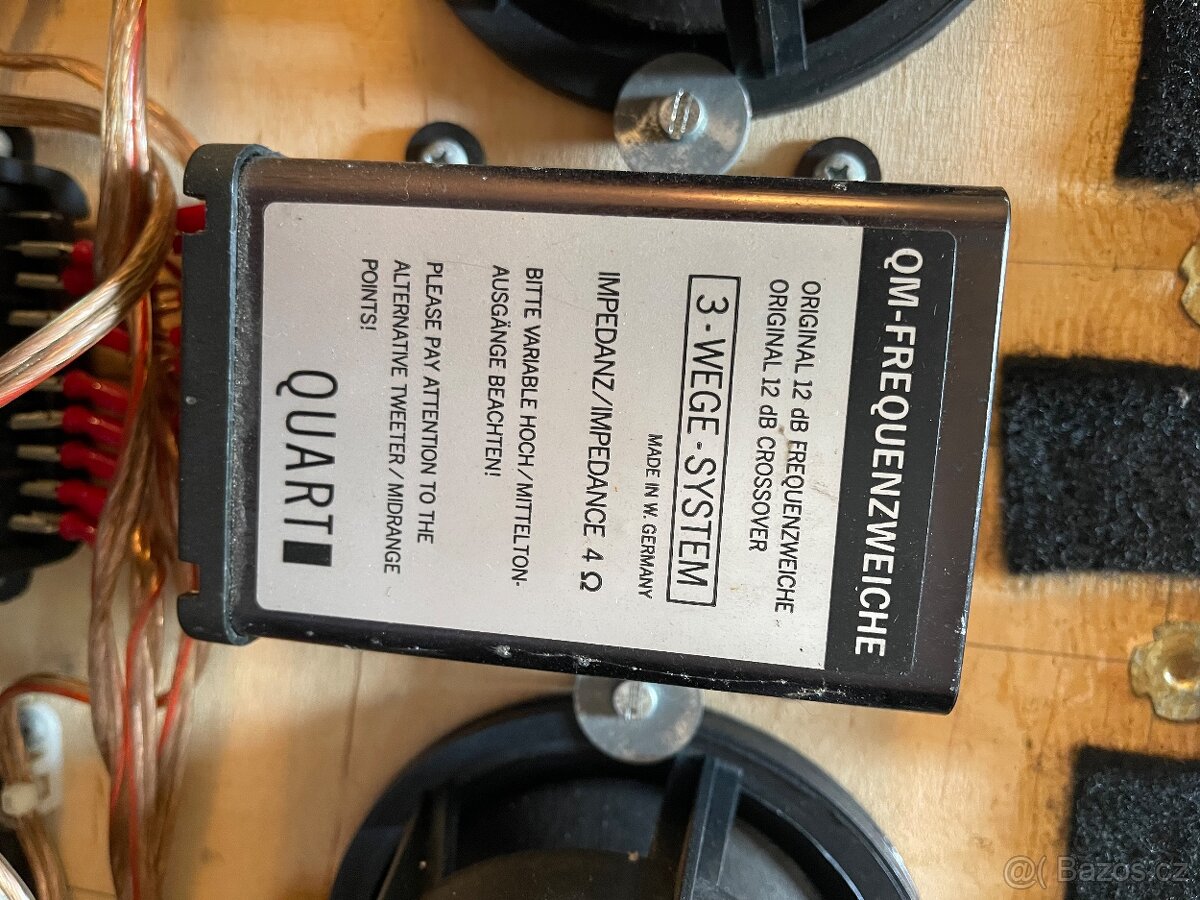 QM-FREQUENZWEICHE
ORIGINAL 12 dB FREQUENZWEICHE
ORIGINAL 12 dB CROSSOVER
3-WEGE-SYSTEM
MADE IN W. GERMANY
IMPEDANZ/IMPEDANCE 4 Ω
BITTE VARIABLE HOCH/MITTELTON-
AUSGÄNGE BEACHTEN!
PLEASE PAY ATTENTION TO THE
ALTERNATIVE TWEETER/MIDRANGE
POINTS!
QUART
@( Bazos.cz